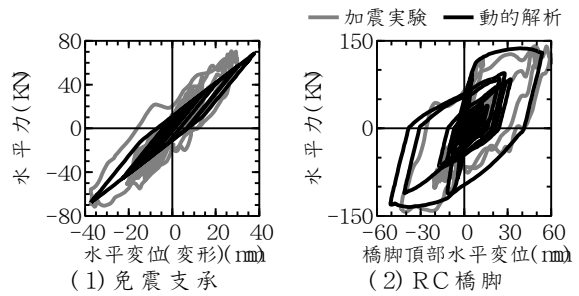 加震実験 動的解析
80
40
0
-40
-80
水平力(KN)
-40 -20 0 20 40
水平変位(変形)(mm)
(1)免震支承
150
0
-150
水平力(KN)
-60 -30 0 30 60
橋脚頂部水平変位(mm)
(2)RC橋脚